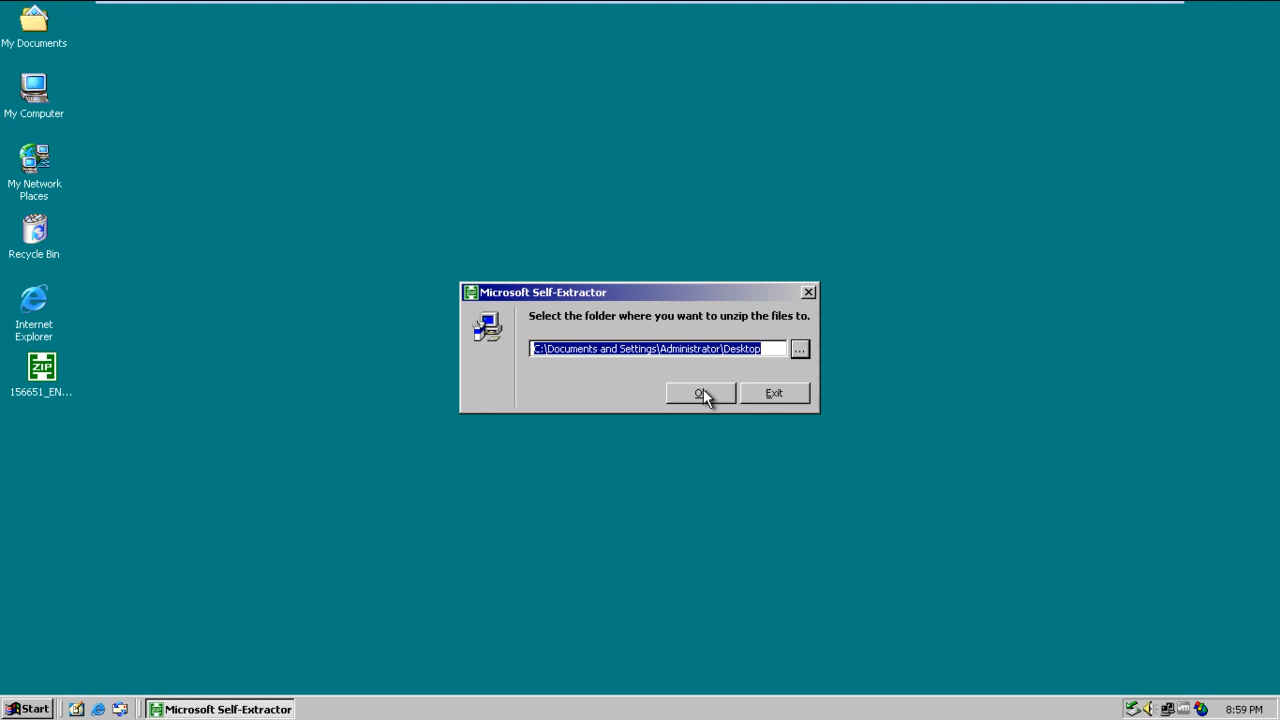 My Documents
My Computer
My Network
Places
Recycle Bin
Internet
Explorer
ZIP
156651_EN...
Microsoft Self-Extractor
Select the folder where you want to unzip the files to.
C:\Documents and Settings\Administrator\Desktop
...
Exit
Start
Microsoft Self-Extractor
8:59 PM